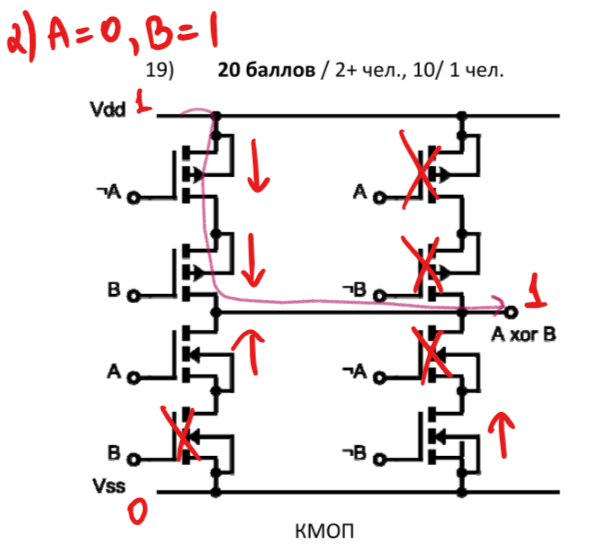 2) A=0, B=1
19) 20 баллов / 2+ чел., 10/ 1 чел.
Vdd 1
¬A A
B ¬B
1
A xor B
A ¬A
B ¬B
Vss
0
КМОП